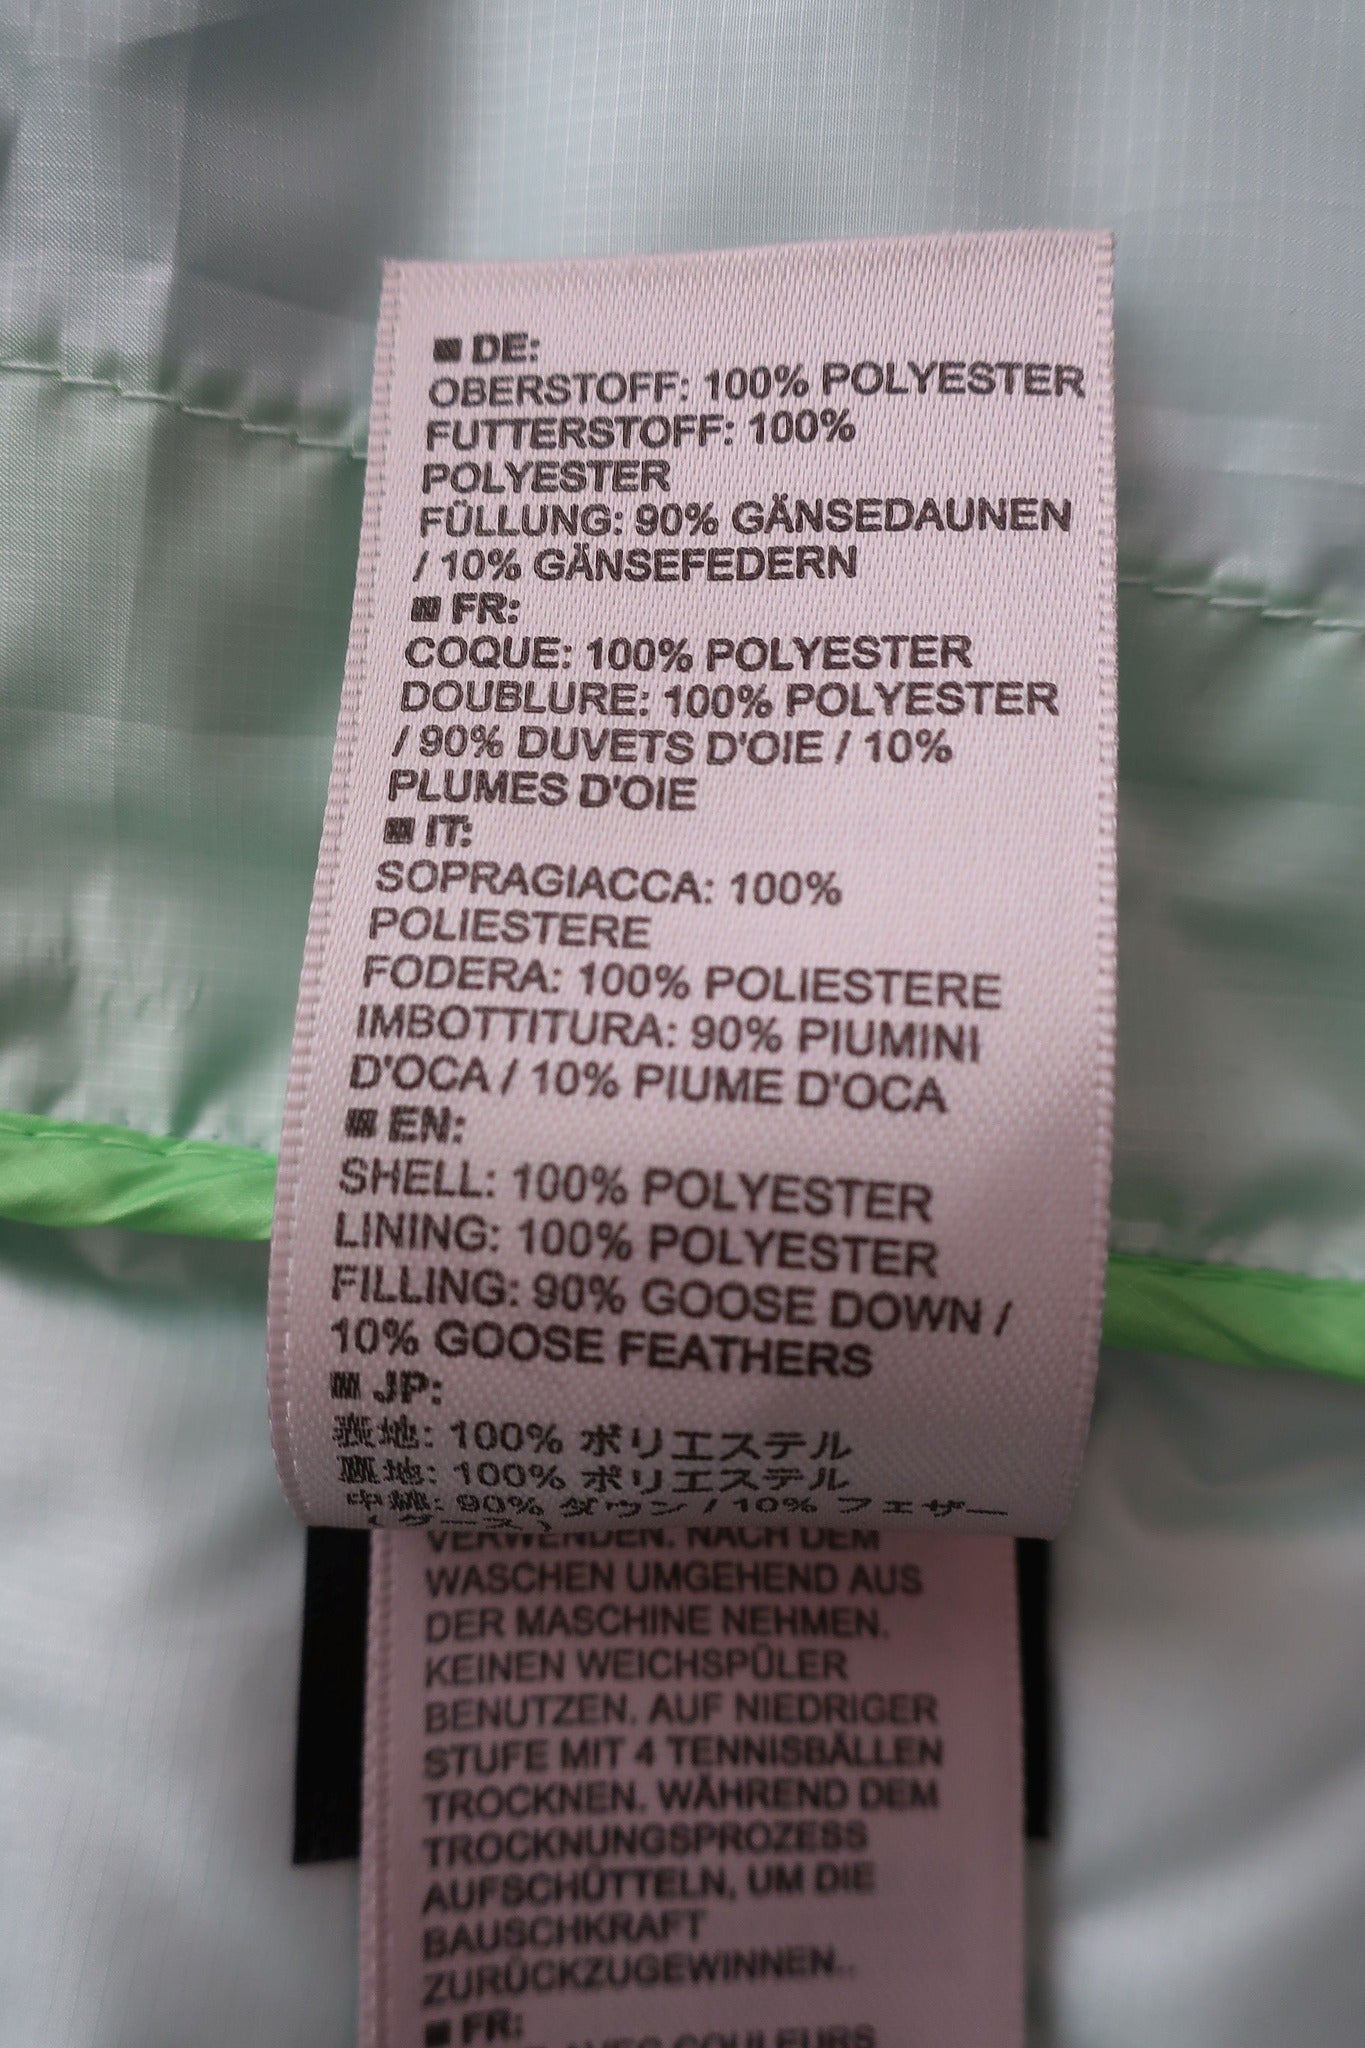 DE:
OBERSTOFF: 100% POLYESTER
FUTTERSTOFF: 100%
POLYESTER
FÜLLUNG: 90% GÄNSEDAUNEN
/ 10% GÄNSEFEDERN
FR:
COQUE: 100% POLYESTER
DOUBLURE: 100% POLYESTER
/ 90% DUVETS D'OIE / 10%
PLUMES D'OIE
IT:
SOPRAGIACCA: 100%
POLIESTERE
FODERA: 100% POLIESTERE
IMBOTTITURA: 90% PIUMINI
D'OCA / 10% PIUME D'OCA
EN:
SHELL: 100% POLYESTER
LINING: 100% POLYESTER
FILLING: 90% GOOSE DOWN /
10% GOOSE FEATHERS
JP:
表地: 100% ポリエステル
裏地: 100% ポリエステル
中綿: 90% ダウン / 10% フェザー
VERWENDEN. NACH DEM
WASCHEN UMGEHEND AUS
DER MASCHINE NEHMEN.
KEINEN WEICHSPÜLER
BENUTZEN. AUF NIEDRIGER
STUFE MIT 4 TENNISBÄLLEN
TROCKNEN. WÄHREND DEM
TROCKNUNGSPROZESS
AUFSCHÜTTELN, UM DIE
BAUSCHKRAFT
ZURÜCKZUGEWINNEN..
FR:
AVEC COULEURS